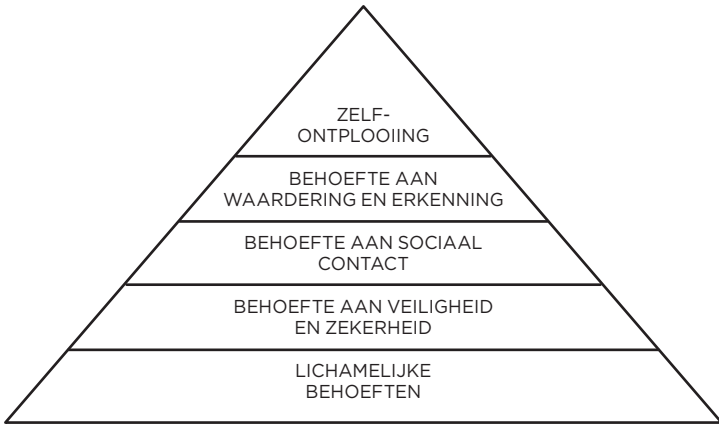 ZELF-
ONTPLOOIING
BEHOEFTE AAN
WAARDERING EN ERKENNING
BEHOEFTE AAN SOCIAAL
CONTACT
BEHOEFTE AAN VEILIGHEID
EN ZEKERHEID
LICHAMELIJKE
BEHOEFTEN